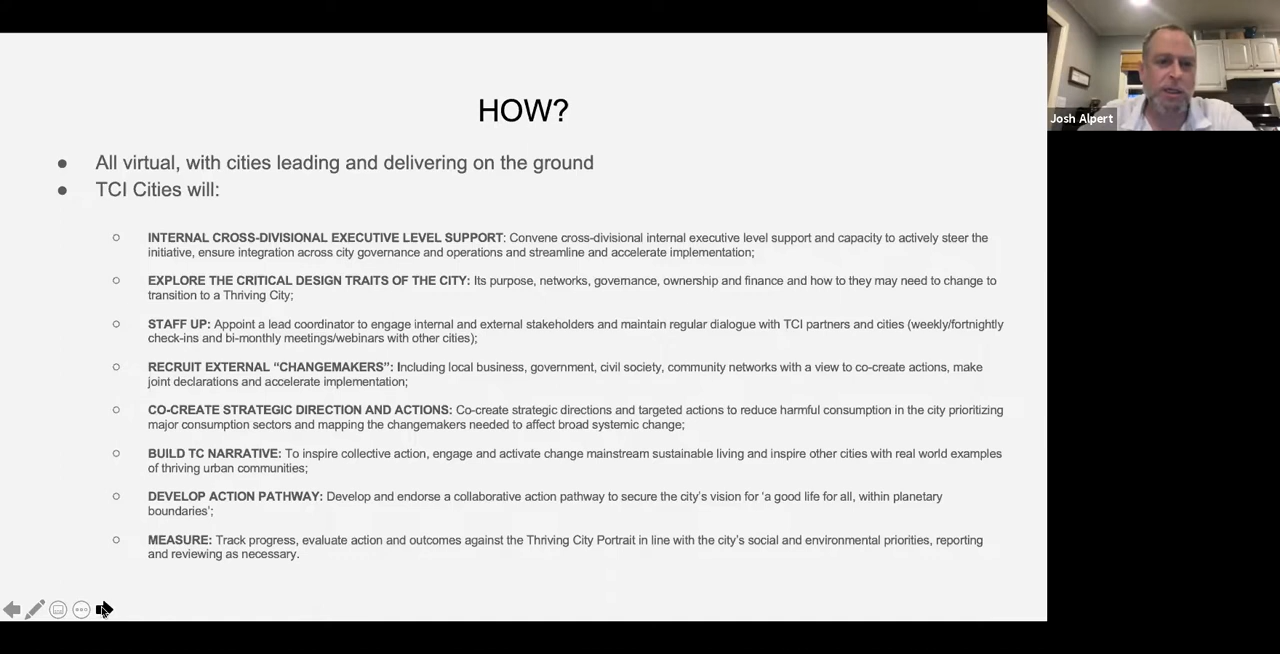 HOW?
● All virtual, with cities leading and delivering on the ground
● TCI Cities will:
○ INTERNAL CROSS-DIVISIONAL EXECUTIVE LEVEL SUPPORT: Convene cross-divisional internal executive level support and capacity to actively steer the
initiative, ensure integration across city governance and operations and streamline and accelerate implementation;
○ EXPLORE THE CRITICAL DESIGN TRAITS OF THE CITY: Its purpose, networks, governance, ownership and finance and how to they may need to change to
transition to a Thriving City;
○ STAFF UP: Appoint a lead coordinator to engage internal and external stakeholders and maintain regular dialogue with TCI partners and cities (weekly/fortnightly
check-ins and bi-monthly meetings/webinars with other cities);
○ RECRUIT EXTERNAL “CHANGEMAKERS”: Including local business, government, civil society, community networks with a view to co-create actions, make
joint declarations and accelerate implementation;
○ CO-CREATE STRATEGIC DIRECTION AND ACTIONS: Co-create strategic directions and targeted actions to reduce harmful consumption in the city prioritizing
major consumption sectors and mapping the changemakers needed to affect broad systemic change;
○ BUILD TC NARRATIVE: To inspire collective action, engage and activate change mainstream sustainable living and inspire other cities with real world examples
of thriving urban communities;
○ DEVELOP ACTION PATHWAY: Develop and endorse a collaborative action pathway to secure the city’s vision for ‘a good life for all, within planetary
boundaries’;
○ MEASURE: Track progress, evaluate action and outcomes against the Thriving City Portrait in line with the city’s social and environmental priorities, reporting
and reviewing as necessary.
Josh Alpert